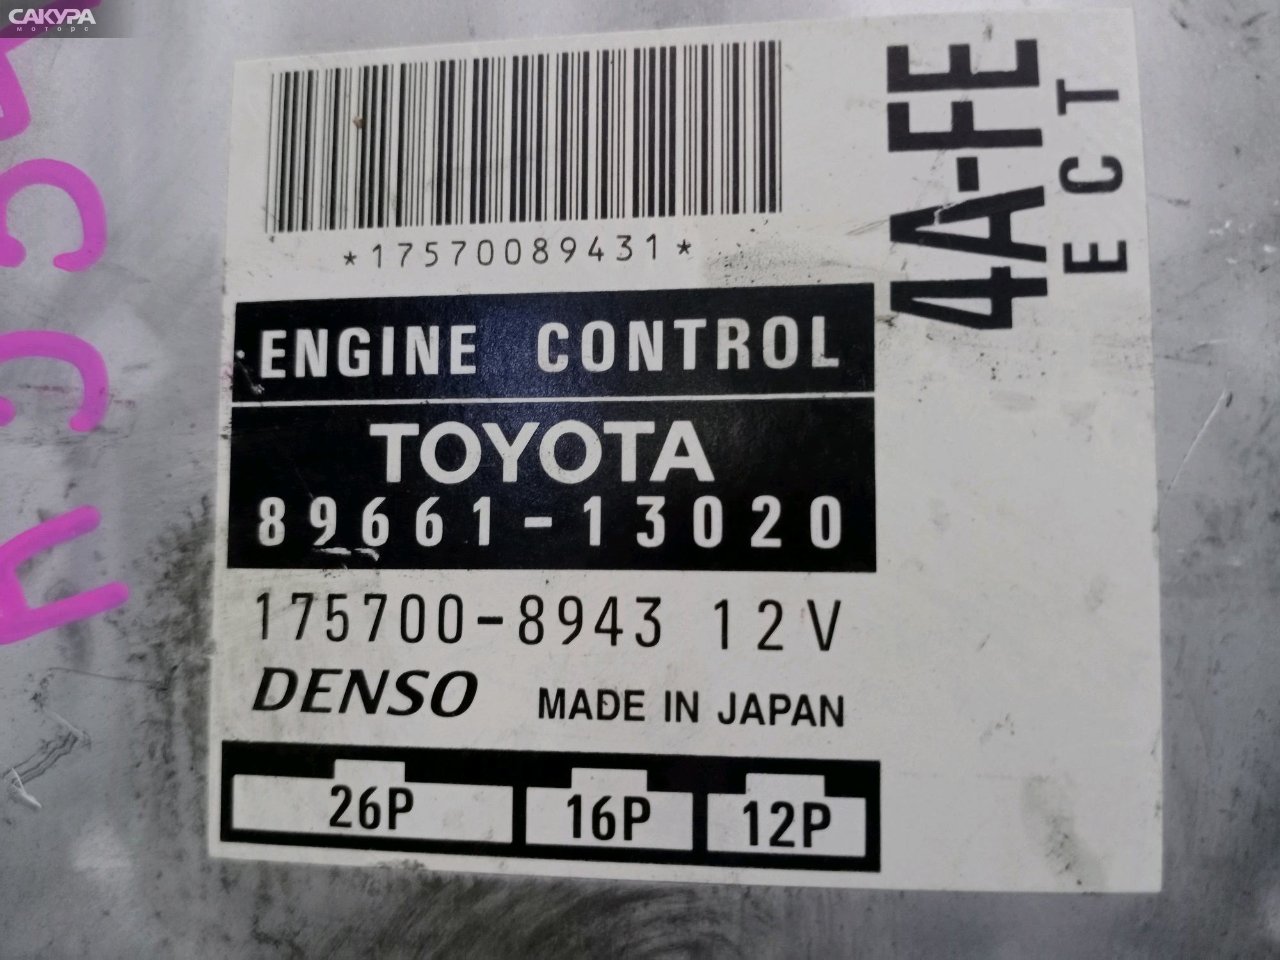 САКУРА
моторс
*17570089431*
4A-FE
ECT
ENGINE CONTROL
TOYOTA
89661-13020
175700-8943 12V
DENSO MADE IN JAPAN
26P 16P 12P